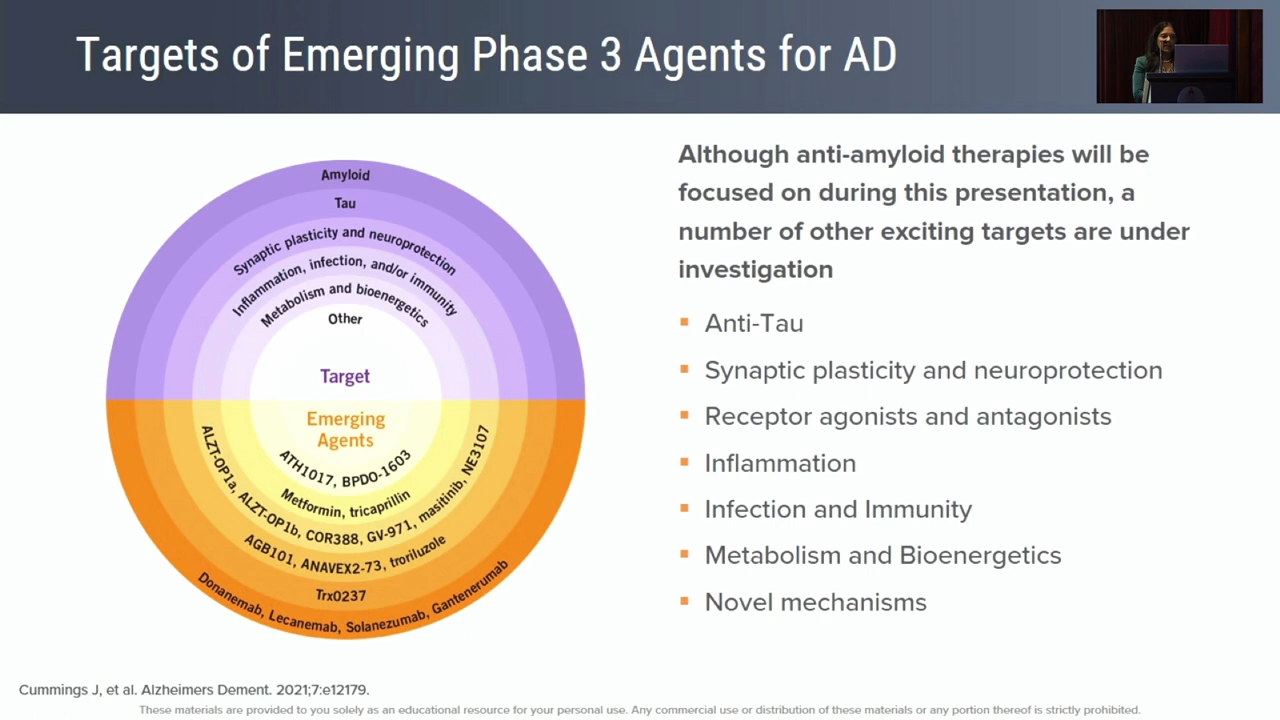 Targets of Emerging Phase 3 Agents for AD
Amyloid
Tau
Synaptic plasticity and neuroprotection
Inflammation, infection, and/or immunity
Metabolism and bioenergetics
Other
Target
Emerging
Agents
ATH1017, BPDO-1603
Metformin, tricaprillin
ALZT-OP1a, ALZT-OP1b, COR388, GV-971, masitinib, NE3107
AGB101, ANAVEX2-73, troriluzole
Trx0237
Donanemab, Lecanemab, Solanezumab, Gantenerumab
Although anti-amyloid therapies will be
focused on during this presentation, a
number of other exciting targets are under
investigation
▪ Anti-Tau
▪ Synaptic plasticity and neuroprotection
▪ Receptor agonists and antagonists
▪ Inflammation
▪ Infection and Immunity
▪ Metabolism and Bioenergetics
▪ Novel mechanisms
Cummings J, et al. Alzheimers Dement. 2021;7:e12179.
These materials are provided to you solely as an educational resource for your personal use. Any commercial use or distribution of these materials or any portion thereof is strictly prohibited.